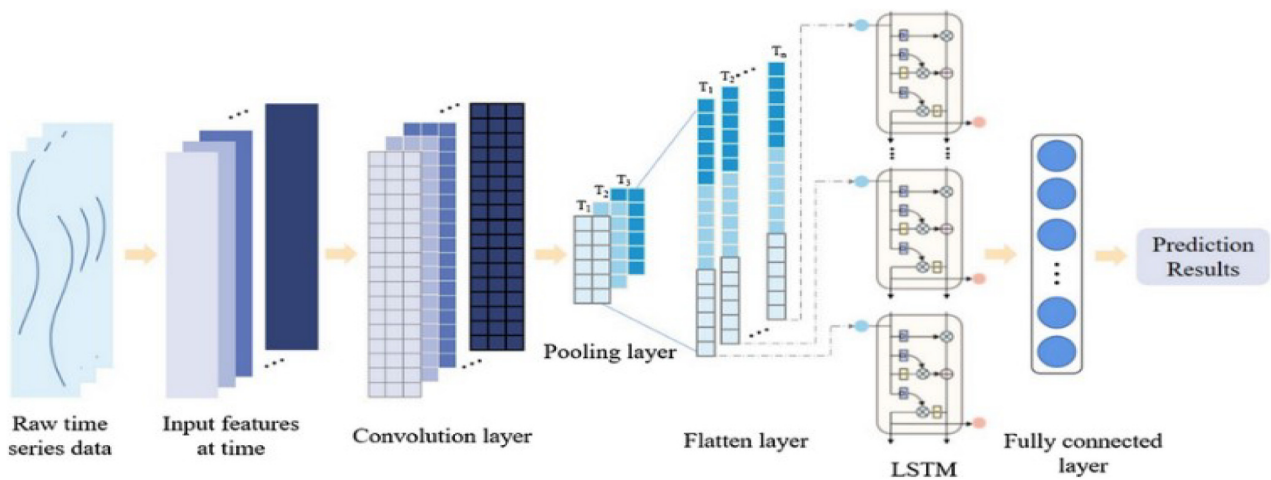 Raw time
series data
Input features
at time
Convolution layer
T1
T2
T3
Pooling layer
T1
T2
Tn
Flatten layer
LSTM
Fully connected
layer
Prediction
Results